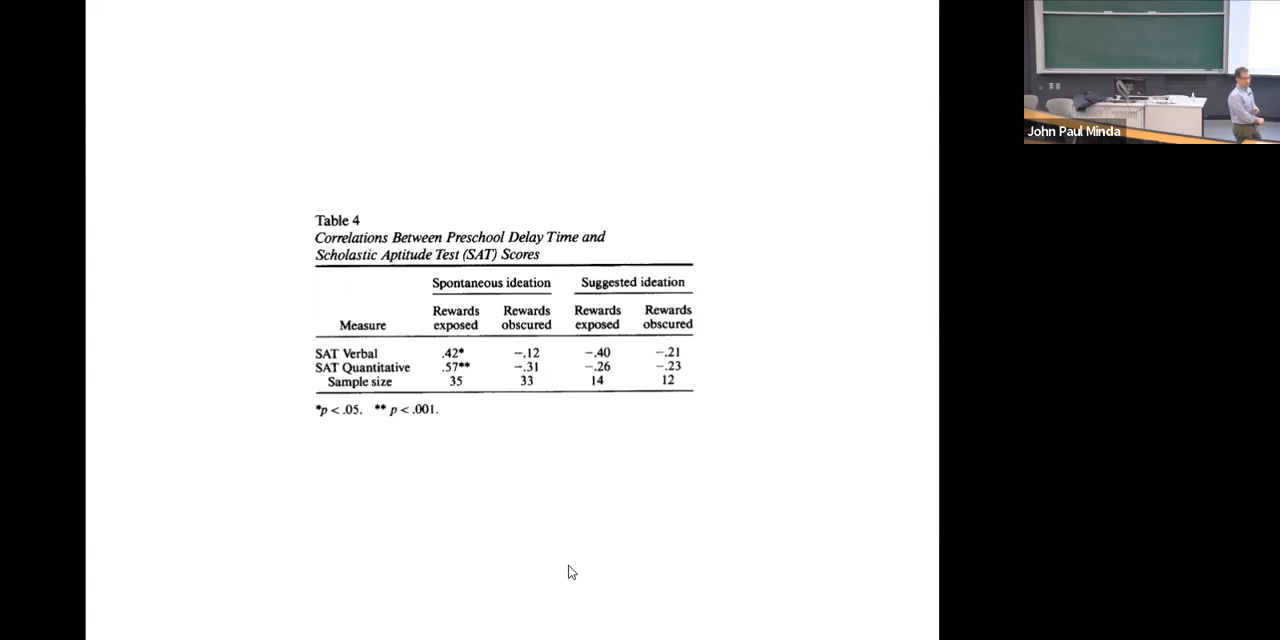 Table 4
Correlations Between Preschool Delay Time and
Scholastic Aptitude Test (SAT) Scores
Spontaneous ideation Suggested ideation
Measure Rewards exposed Rewards obscured Rewards exposed Rewards obscured
SAT Verbal .42* −.12 −.40 −.21
SAT Quantitative .57** −.31 −.26 −.23
Sample size 35 33 14 12
*p < .05. ** p < .001.
John Paul Minda